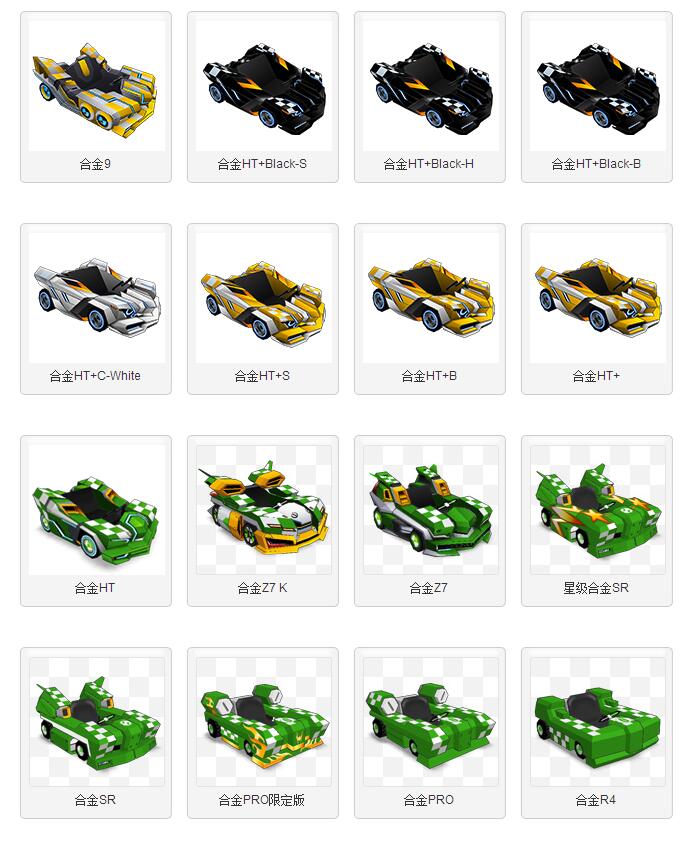 合金9
合金HT+Black-S
合金HT+Black-H
合金HT+Black-B
合金HT+C-White
合金HT+S
合金HT+B
合金HT+
合金HT
合金Z7 K
合金Z7
星级合金SR
合金SR
合金PRO限定版
合金PRO
合金R4